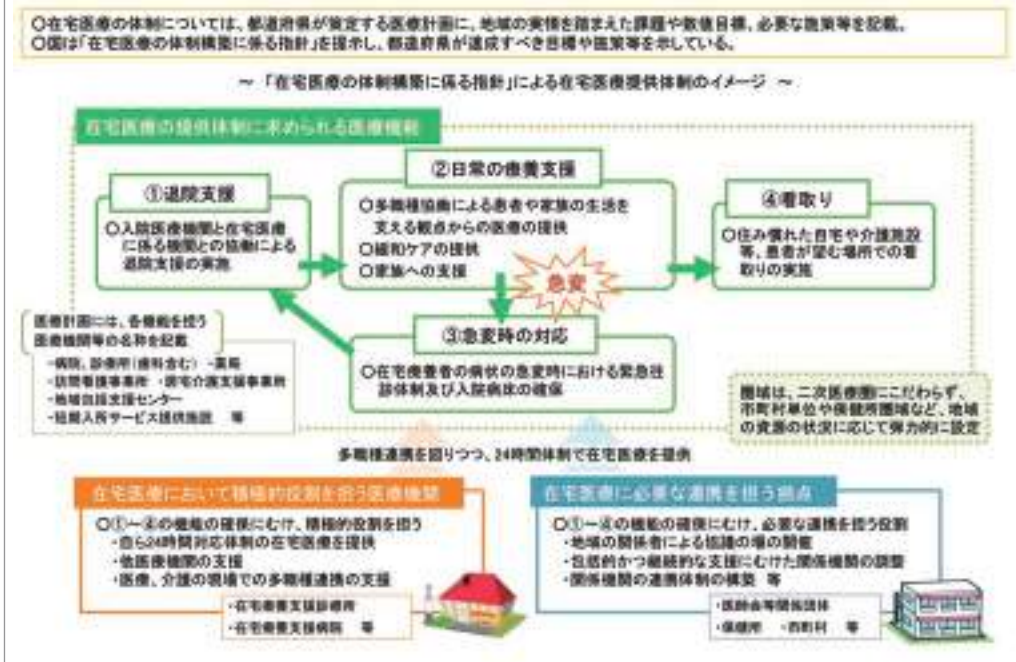 ○在宅医療の体制については、都道府県が策定する医療計画に、地域の実情を踏まえた課題や数値目標、必要な施策等を記載。
○国は「在宅医療の体制構築に係る指針」を提示し、都道府県が達成すべき目標や施策等を示している。
～「在宅医療の体制構築に係る指針」による在宅医療提供体制のイメージ ～
在宅医療の提供体制に求められる医療機能
①退院支援
○入院医療機関と在宅医療
に係る機関との協働による
退院支援の実施
②日常の療養支援
○多職種協働による患者や家族の生活を
支える観点からの医療の提供
○緩和ケアの提供
○家族への支援
急変
④看取り
○住み慣れた自宅や介護施設
等、患者が望む場所での看
取りの実施
③急変時の対応
○在宅療養者の病状の急変時における緊急往
診体制及び入院病床の確保
医療計画には、各機能を担う
医療機関等の名称を記載
・病院、診療所(歯科含む) ・薬局
・訪問看護事業所 ・居宅介護支援事業所
・地域包括支援センター
・短期入所サービス提供施設 等
圏域は、二次医療圏にこだわらず、
市町村単位や保健所圏域など、地域
の資源の状況に応じて弾力的に設定
多職種連携を図りつつ、24時間体制で在宅医療を提供
在宅医療において積極的役割を担う医療機関
○①～④の機能の確保にむけ、積極的役割を担う
・自ら24時間対応体制の在宅医療を提供
・他医療機関の支援
・医療、介護の現場での多職種連携の支援
・在宅療養支援診療所
・在宅療養支援病院 等
在宅医療に必要な連携を担う拠点
○①～④の機能の確保にむけ、必要な連携を担う役割
・地域の関係者による協議の場の開催
・包括的かつ継続的な支援にむけた関係機関の調整
・関係機関の連携体制の構築 等
・医師会等関係団体
・保健所 ・市町村 等